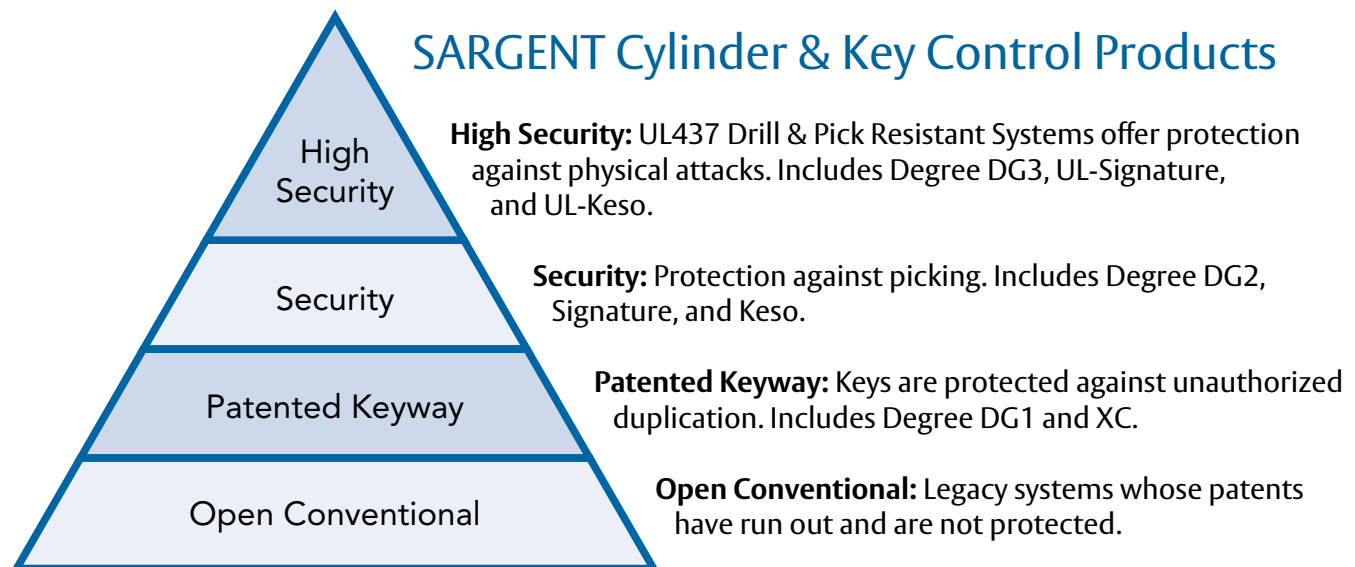 SARGENT Cylinder & Key Control Products
High
Security
High Security: UL437 Drill & Pick Resistant Systems offer protection
against physical attacks. Includes Degree DG3, UL-Signature,
and UL-Keso.
Security
Security: Protection against picking. Includes Degree DG2,
Signature, and Keso.
Patented Keyway
Patented Keyway: Keys are protected against unauthorized
duplication. Includes Degree DG1 and XC.
Open Conventional
Open Conventional: Legacy systems whose patents
have run out and are not protected.